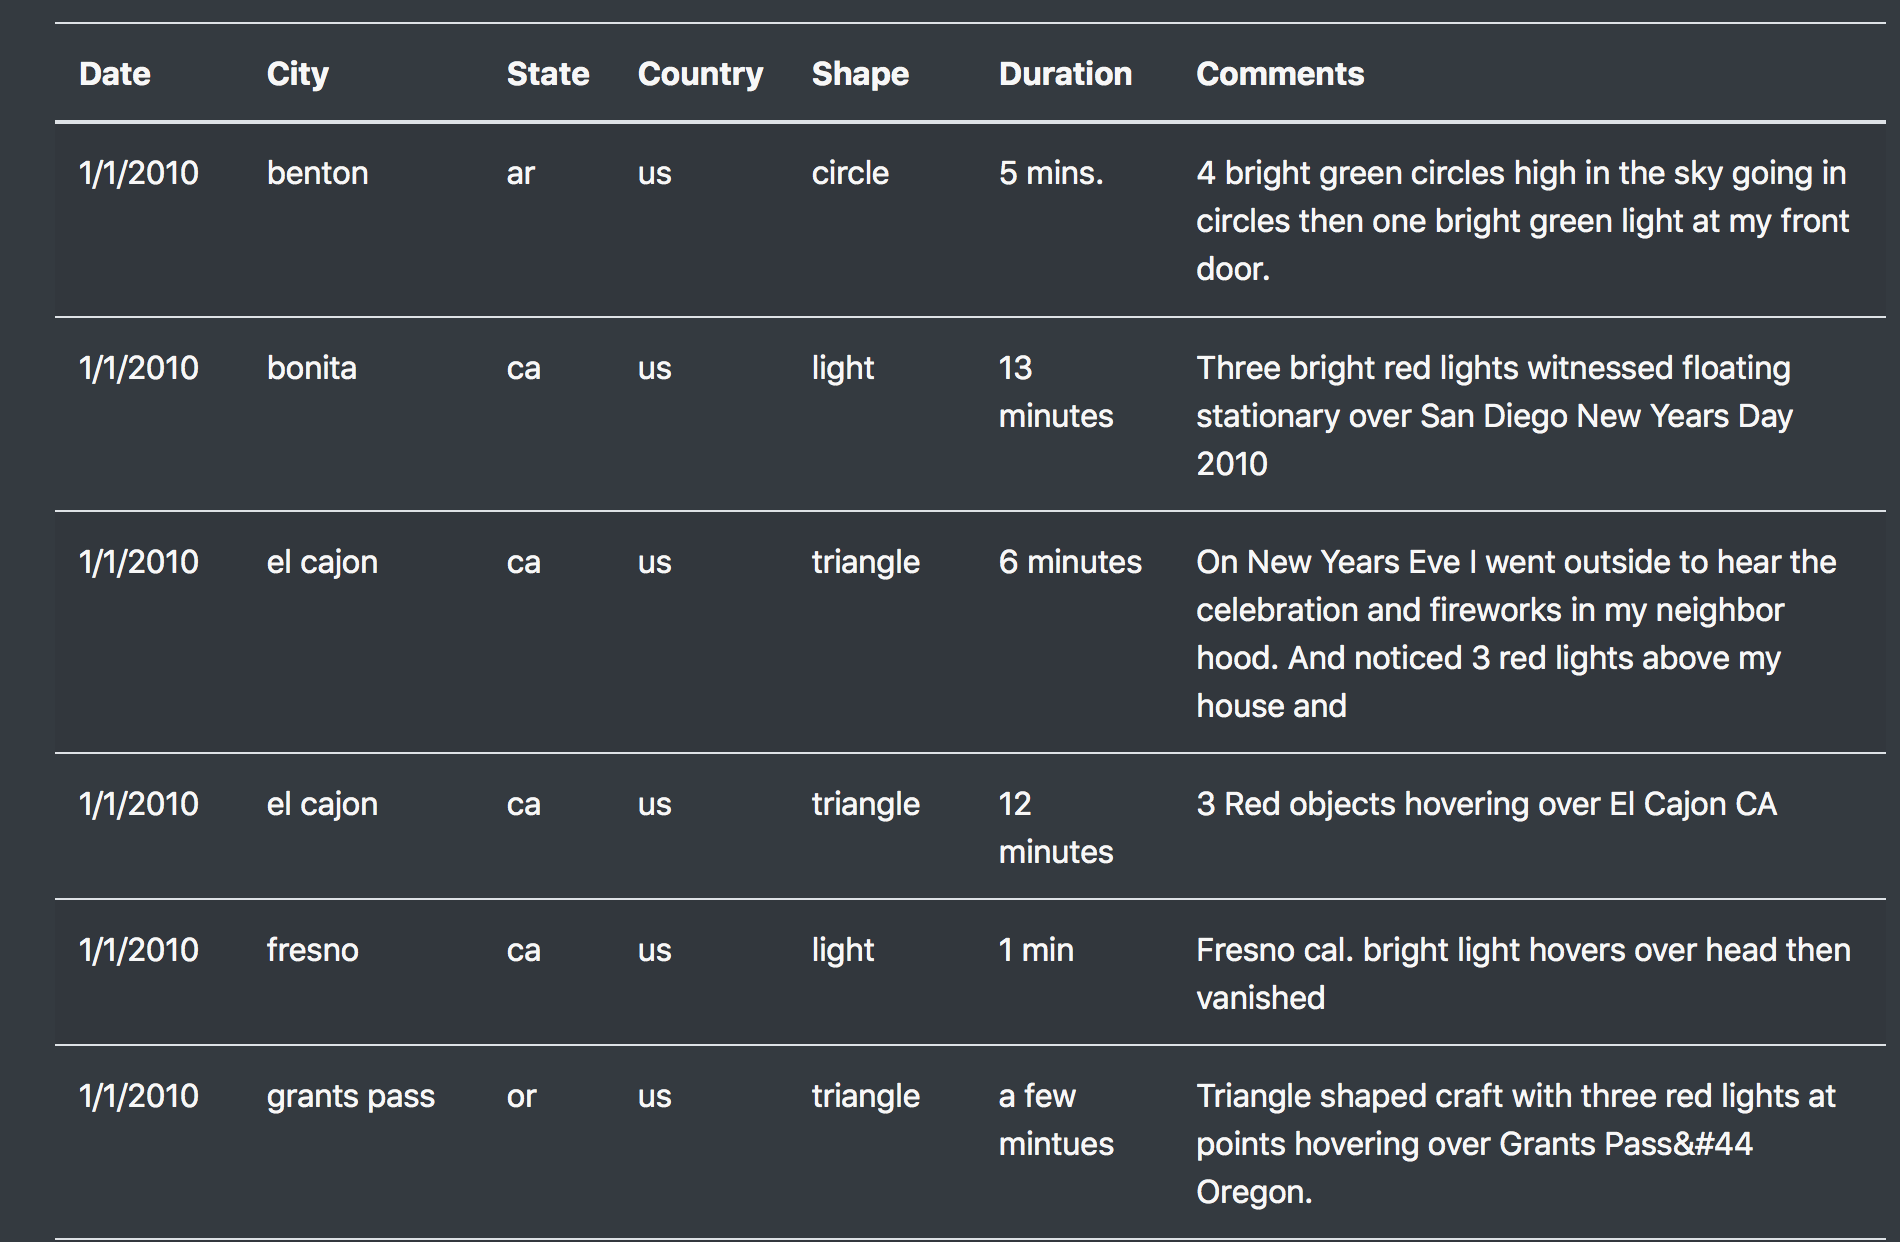 Date City State Country Shape Duration Comments
1/1/2010 benton ar us circle 5 mins. 4 bright green circles high in the sky going in
circles then one bright green light at my front
door.
1/1/2010 bonita ca us light 13 Three bright red lights witnessed floating
minutes stationary over San Diego New Years Day
2010
1/1/2010 el cajon ca us triangle 6 minutes On New Years Eve I went outside to hear the
celebration and fireworks in my neighbor
hood. And noticed 3 red lights above my
house and
1/1/2010 el cajon ca us triangle 12 3 Red objects hovering over El Cajon CA
minutes
1/1/2010 fresno ca us light 1 min Fresno cal. bright light hovers over head then
vanished
1/1/2010 grants pass or us triangle a few Triangle shaped craft with three red lights at
mintues points hovering over Grants Pass&#44
Oregon.